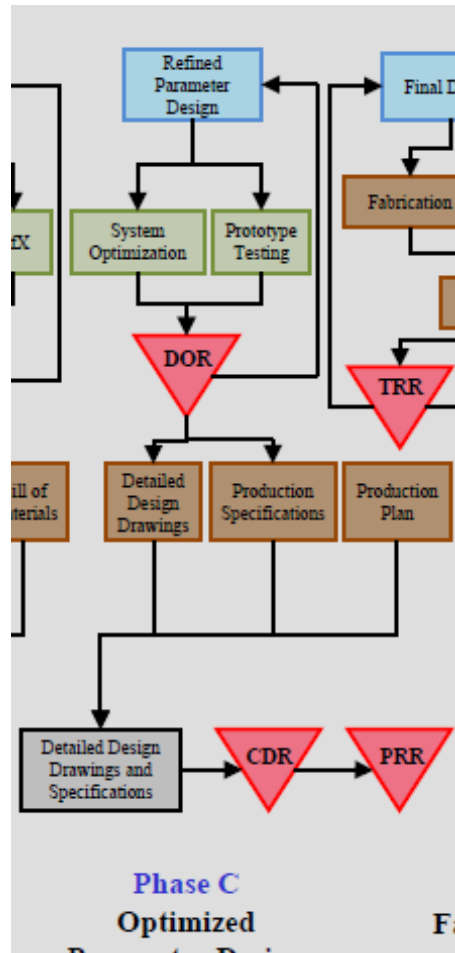 Refined
Parameter
Design
Final D
System
Optimization
Prototype
Testing
Fabrication
fX
DOR
TRR
ill of
terials
Detailed
Design
Drawings
Production
Specifications
Production
Plan
Detailed Design
Drawings and
Specifications
CDR
PRR
Phase C
Optimized
Fa